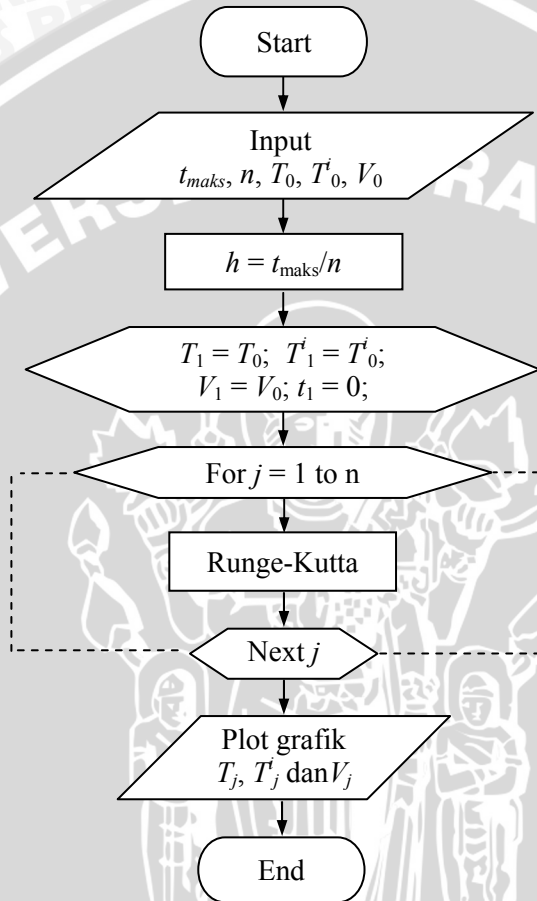 Start
Input
t_maks, n, T_0, T^i_0, V_0
h = t_maks/n
T_1 = T_0; T^i_1 = T^i_0;
V_1 = V_0; t_1 = 0;
For j = 1 to n
Runge-Kutta
Next j
Plot grafik
T_j, T^i_j dan V_j
End